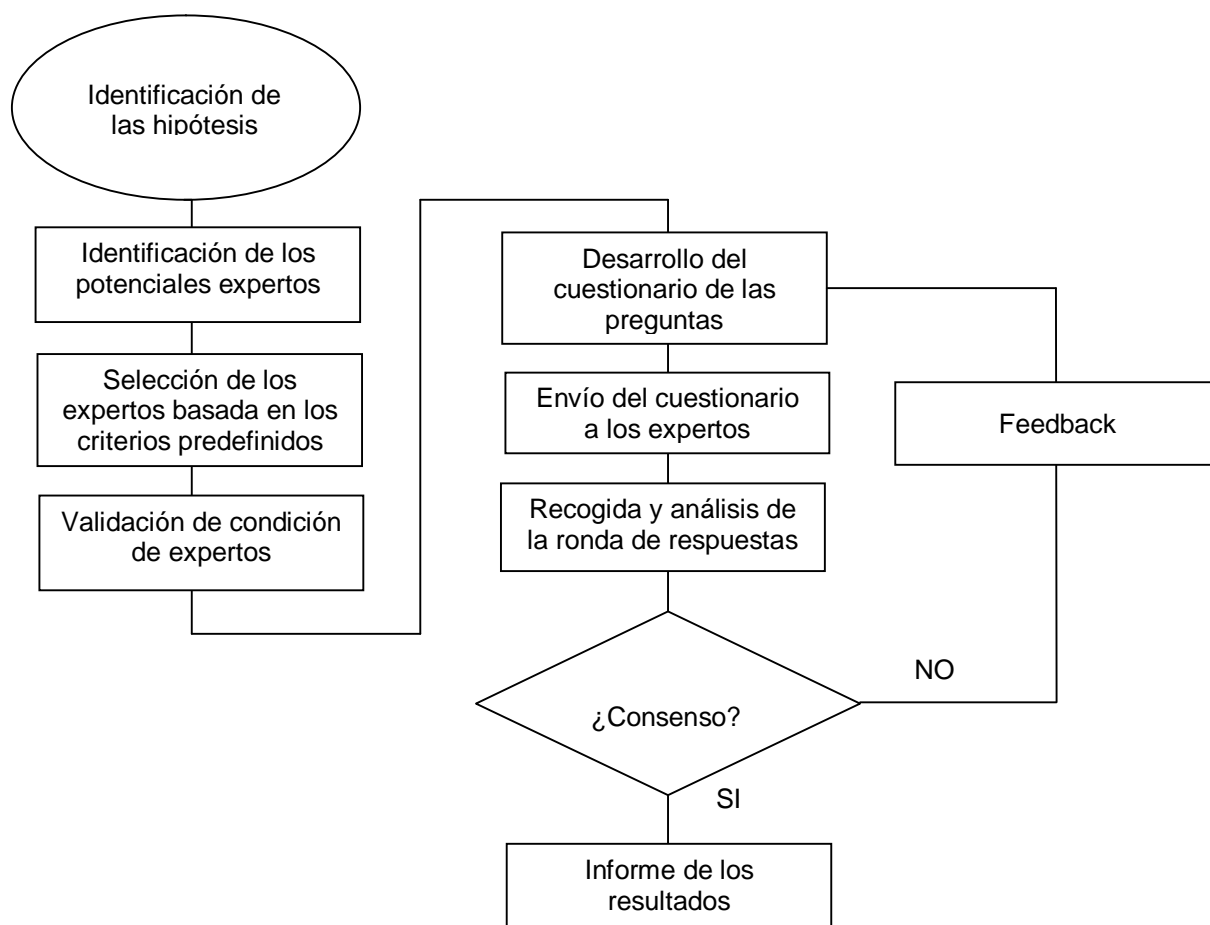 Identificación de
las hipótesis
Identificación de los
potenciales expertos
Selección de los
expertos basada en los
criterios predefinidos
Validación de condición
de expertos
Desarrollo del
cuestionario de las
preguntas
Envío del cuestionario
a los expertos
Recogida y análisis de
la ronda de respuestas
¿Consenso?
NO
Feedback
SI
Informe de los
resultados